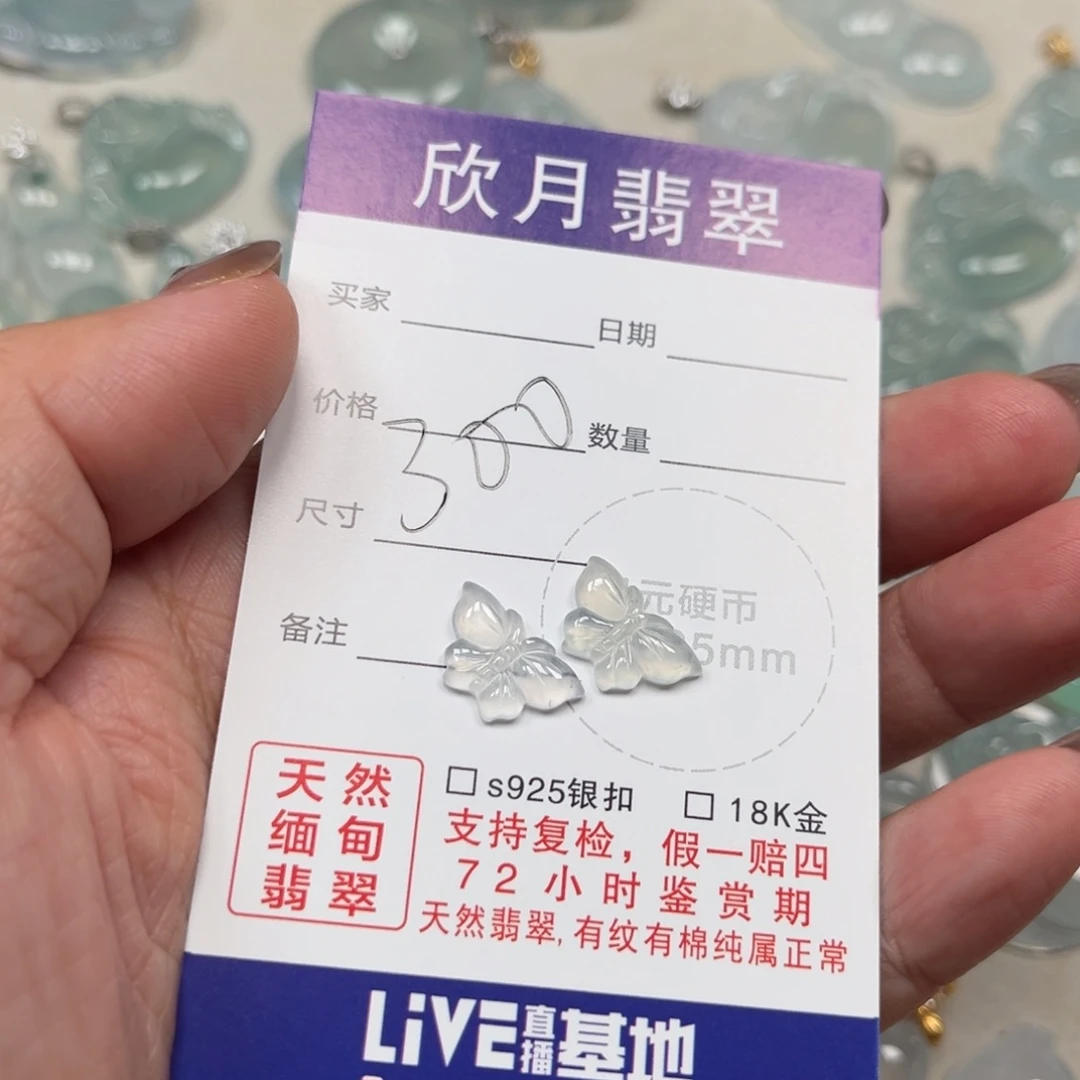 欣月翡翠
买家 日期
价格 300 数量
尺寸
元硬币
5mm
备注
天然
缅甸
翡翠
□ s925银扣 □ 18K金
支持复检，假一赔四
72小时鉴赏期
天然翡翠,有纹有棉纯属正常
LiVE直播基地